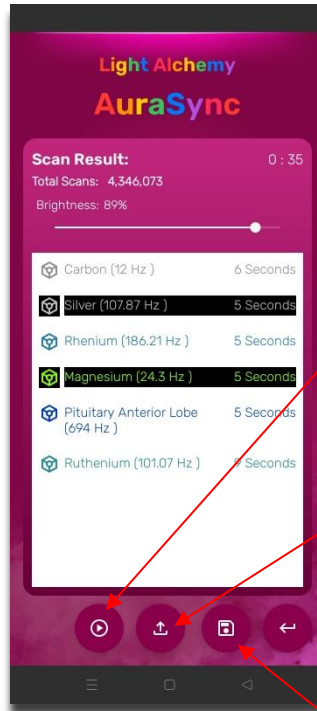 Light Alchemy
AuraSync
Scan Result: 0 : 35
Total Scans: 4,346,073
Brightness: 89%
Carbon (12 Hz ) 6 Seconds
Silver (107.87 Hz ) 5 Seconds
Rhenium (186.21 Hz ) 5 Seconds
Magnesium (24.3 Hz ) 5 Seconds
Pituitary Anterior Lobe 5 Seconds
(694 Hz )
Ruthenium (101.07 Hz ) 9 Seconds